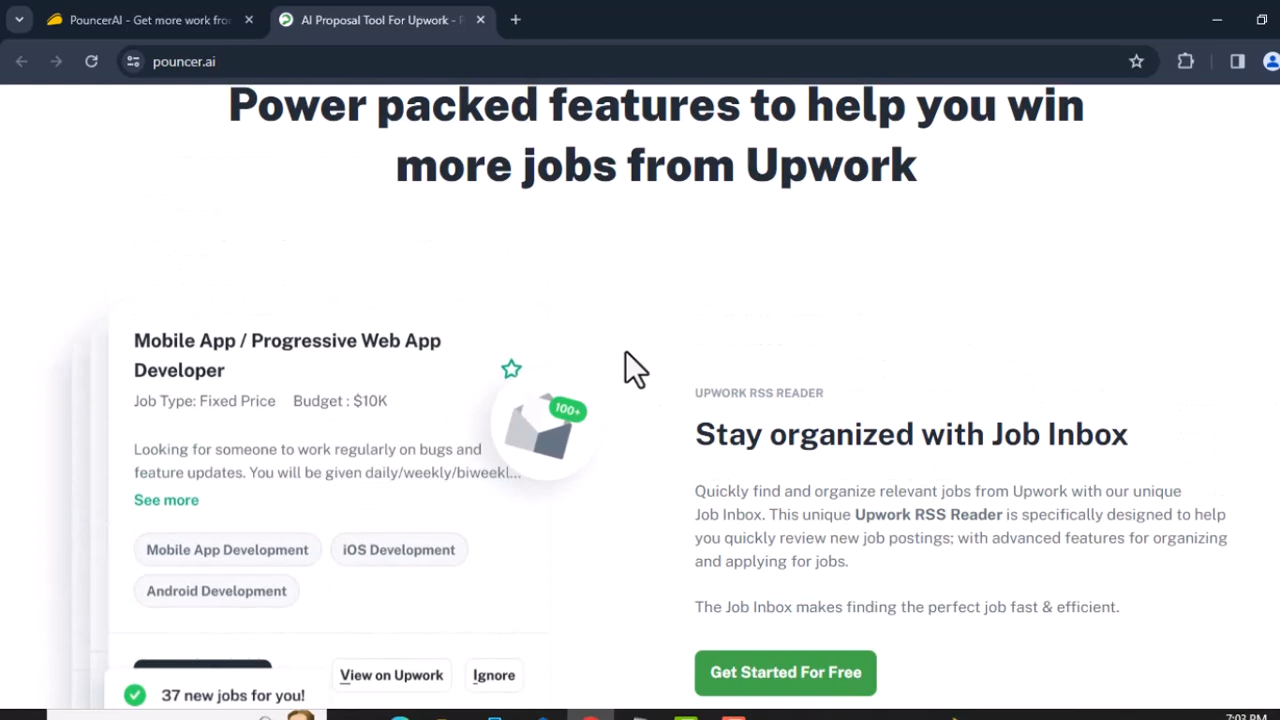 PouncerAI - Get more work fro
AI Proposal Tool For Upwork -
pouncer.ai
Power packed features to help you win
more jobs from Upwork
Mobile App / Progressive Web App
Developer
Job Type: Fixed Price Budget : $10K
100+
Looking for someone to work regularly on bugs and
feature updates. You will be given daily/weekly/biweekl...
See more
Mobile App Development iOS Development
Android Development
View on Upwork Ignore
37 new jobs for you!
UPWORK RSS READER
Stay organized with Job Inbox
Quickly find and organize relevant jobs from Upwork with our unique
Job Inbox. This unique Upwork RSS Reader is specifically designed to help
you quickly review new job postings; with advanced features for organizing
and applying for jobs.
The Job Inbox makes finding the perfect job fast & efficient.
Get Started For Free
7:03 PM